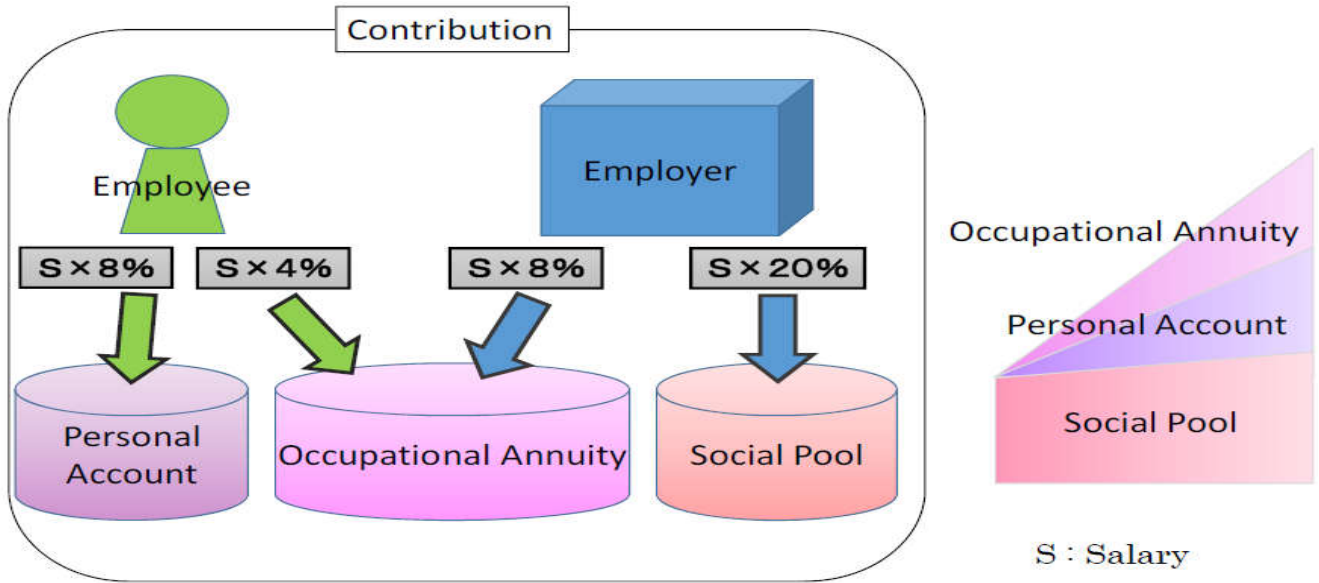 Contribution
Employee
Employer
S×8%
S×4%
S×8%
S×20%
Personal
Account
Occupational Annuity
Social Pool
Occupational Annuity
Personal Account
Social Pool
S : Salary